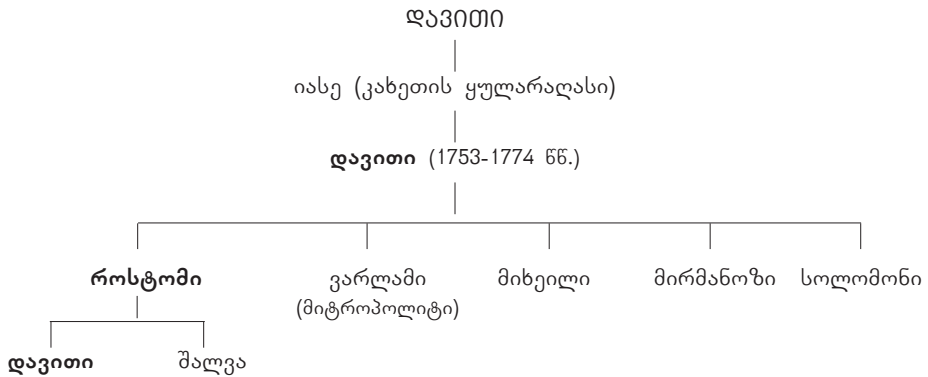 დავითი
იასე (კახეთის ყულარაღასი)
დავითი (1753-1774 წწ.)
როსტომი ვარლამი მიხეილი მირმანოზი სოლომონი
(მიტროპოლიტი)
დავითი შალვა